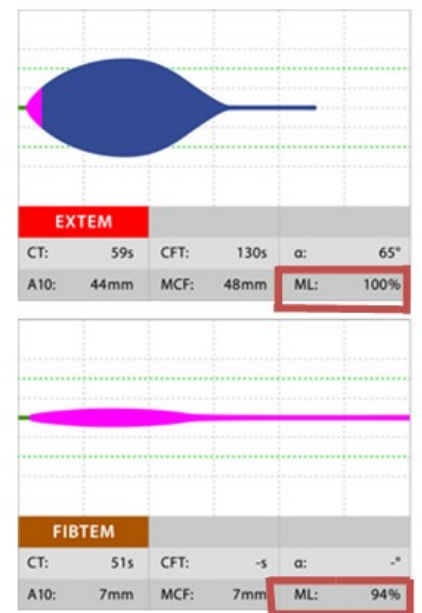 EXTEM
CT: 59s CFT: 130s α: 65°
A10: 44mm MCF: 48mm ML: 100%
FIBTEM
CT: 51s CFT: -s α: -°
A10: 7mm MCF: 7mm ML: 94%